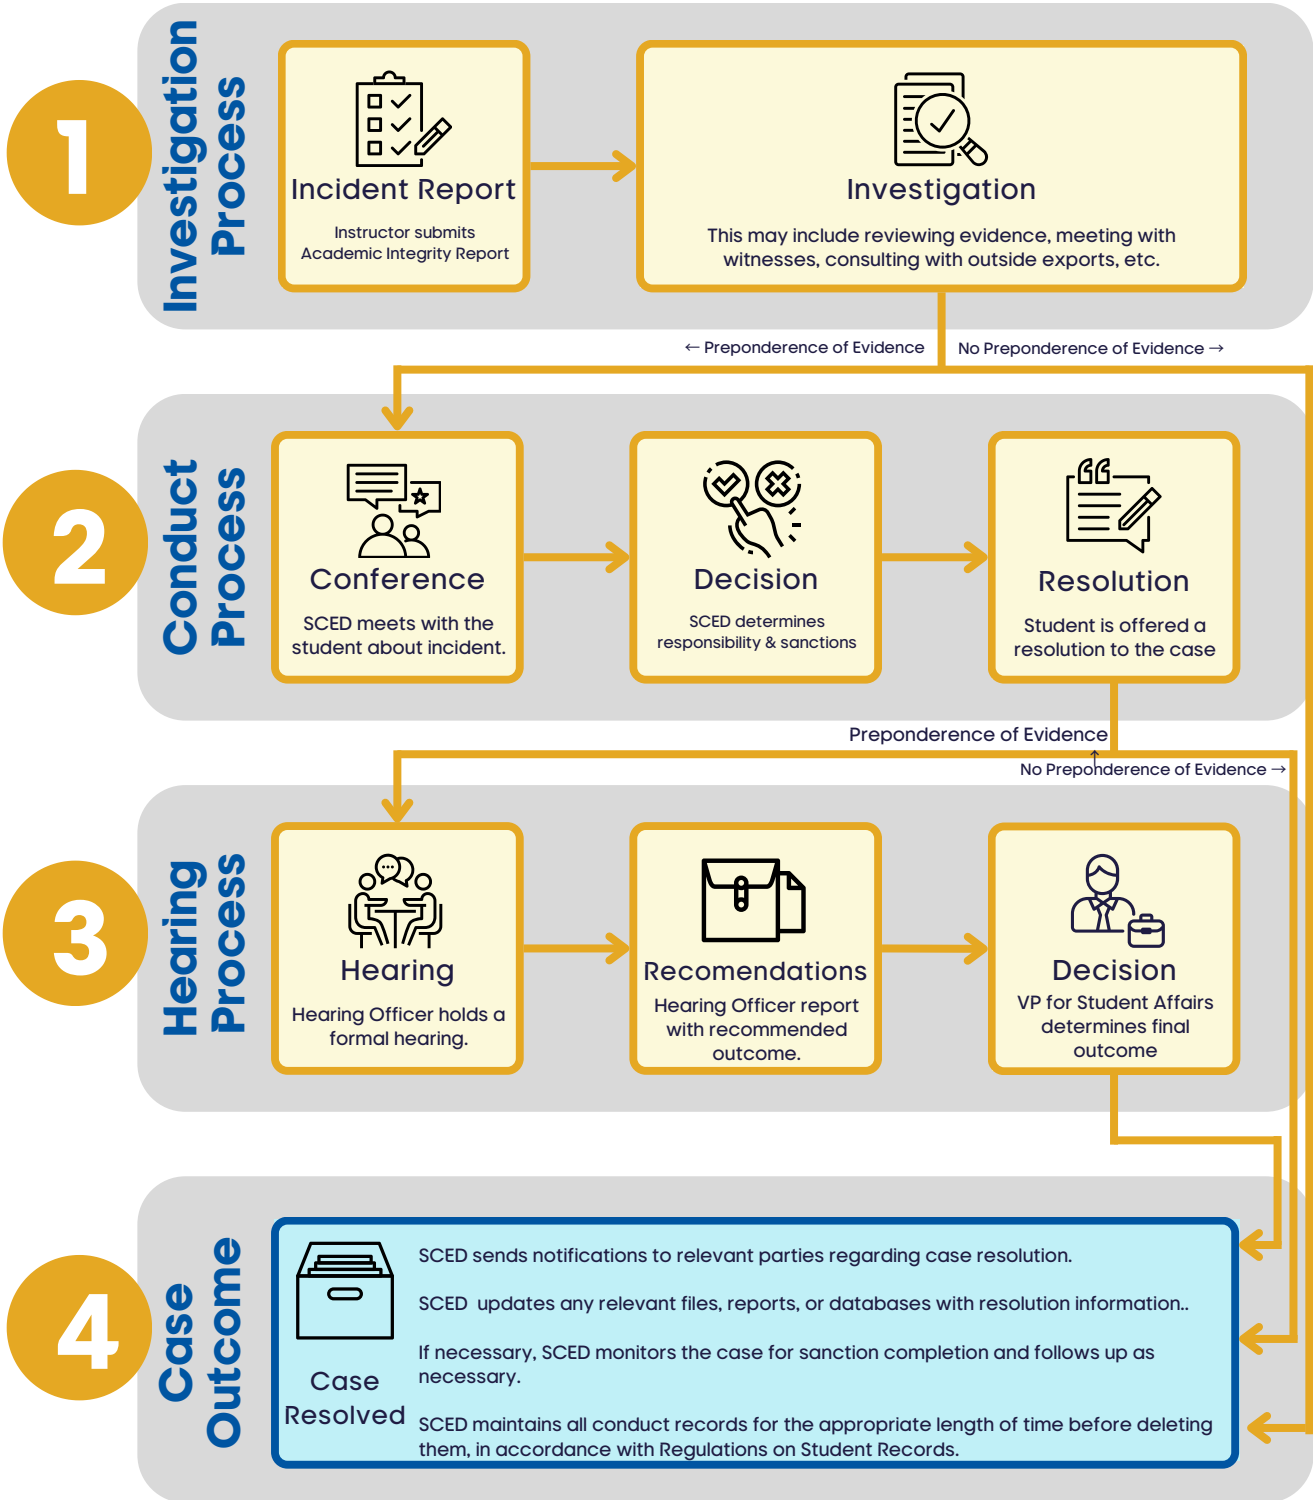 1
Investigation
Process
Incident Report
Instructor submits
Academic Integrity Report
Investigation
This may include reviewing evidence, meeting with
witnesses, consulting with outside exports, etc.
← Preponderence of Evidence
No Preponderence of Evidence →
2
Conduct
Process
Conference
SCED meets with the
student about incident.
Decision
SCED determines
responsibility & sanctions
Resolution
Student is offered a
resolution to the case
Preponderence of Evidence
↑
No Preponderence of Evidence →
3
Hearing
Process
Hearing
Hearing Officer holds a
formal hearing.
Recomendations
Hearing Officer report
with recommended
outcome.
Decision
VP for Student Affairs
determines final
outcome
4
Case
Outcome
Case
Resolved
SCED sends notifications to relevant parties regarding case resolution.
SCED  updates any relevant files, reports, or databases with resolution information..
If necessary, SCED monitors the case for sanction completion and follows up as
necessary.
SCED maintains all conduct records for the appropriate length of time before deleting
them, in accordance with Regulations on Student Records.